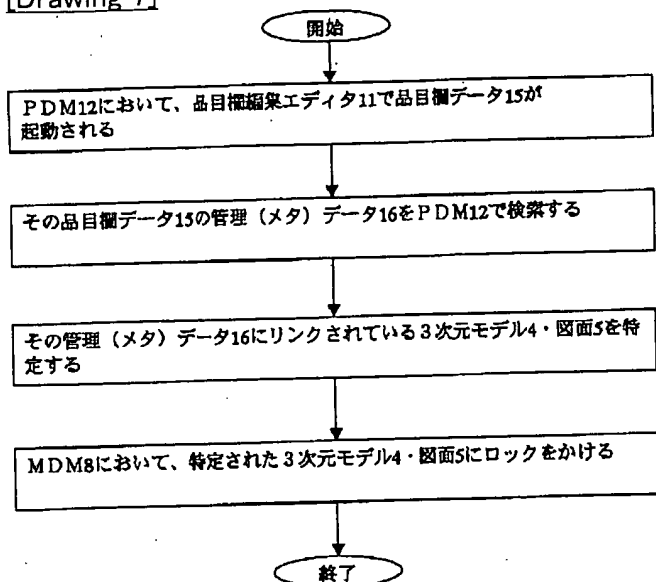 [Drawing 7]
開始
PDM12において、品目欄編集エディタ11で品目欄データ15が
起動される
その品目欄データ15の管理（メタ）データ16をPDM12で検索する
その管理（メタ）データ16にリンクされている３次元モデル4・図面5を特
定する
MDM8において、特定された３次元モデル4・図面5にロックをかける
終了